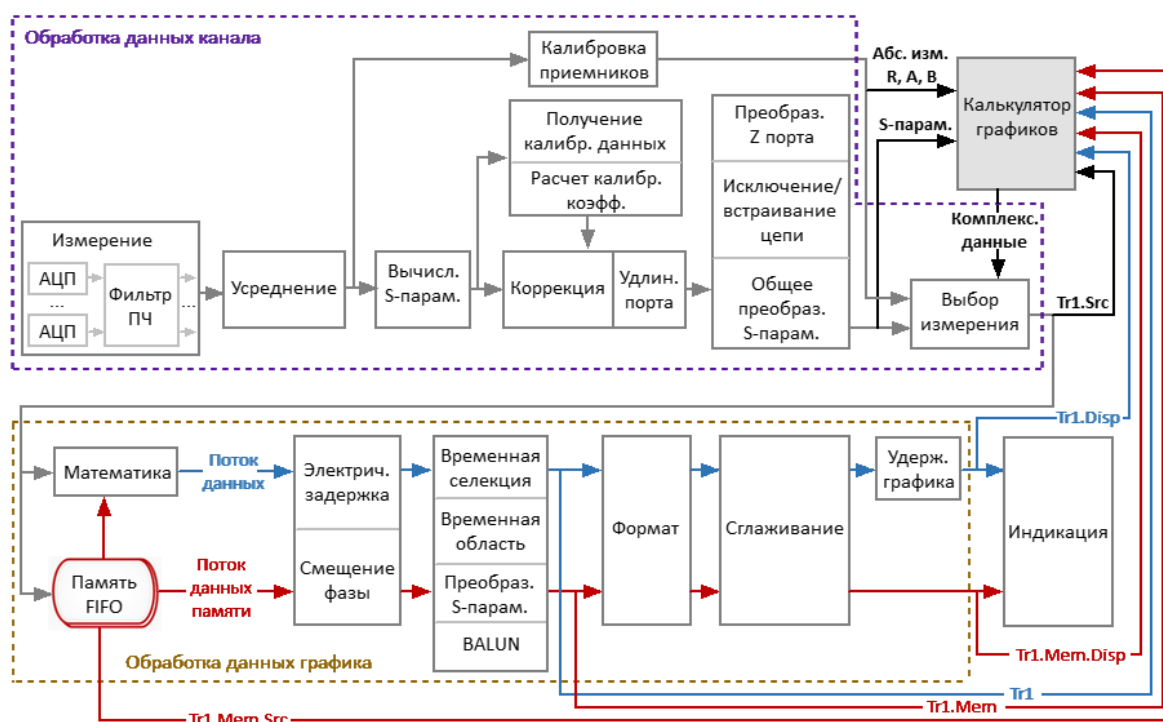 Обработка данных канала
Калибровка
приемников
Абс. изм.
R, A, B
S-парам.
Калькулятор
графиков
Получение
калибр. данных
Расчет калибр.
коэфф.
Преобраз.
Z порта
Исключение/
встраивание
цепи
Общее
преобраз.
S-парам.
Комплекс.
данные
Измерение
АЦП
...
АЦП
Фильтр
ПЧ
...
Усреднение
Вычисл.
S-парам.
Коррекция
Удлин.
порта
Выбор
измерения
Tr1.Src
Tr1.Disp
Математика
Поток
данных
Электрич.
задержка
Смещение
фазы
Временная
селекция
Временная
область
Преобраз.
S-парам.
BALUN
Формат
Сглаживание
Удерж.
графика
Индикация
Память
FIFO
Поток
данных
памяти
Обработка данных графика
Tr1.Mem.Disp
Tr1
Tr1.Mem
Tr1.Mem.Src